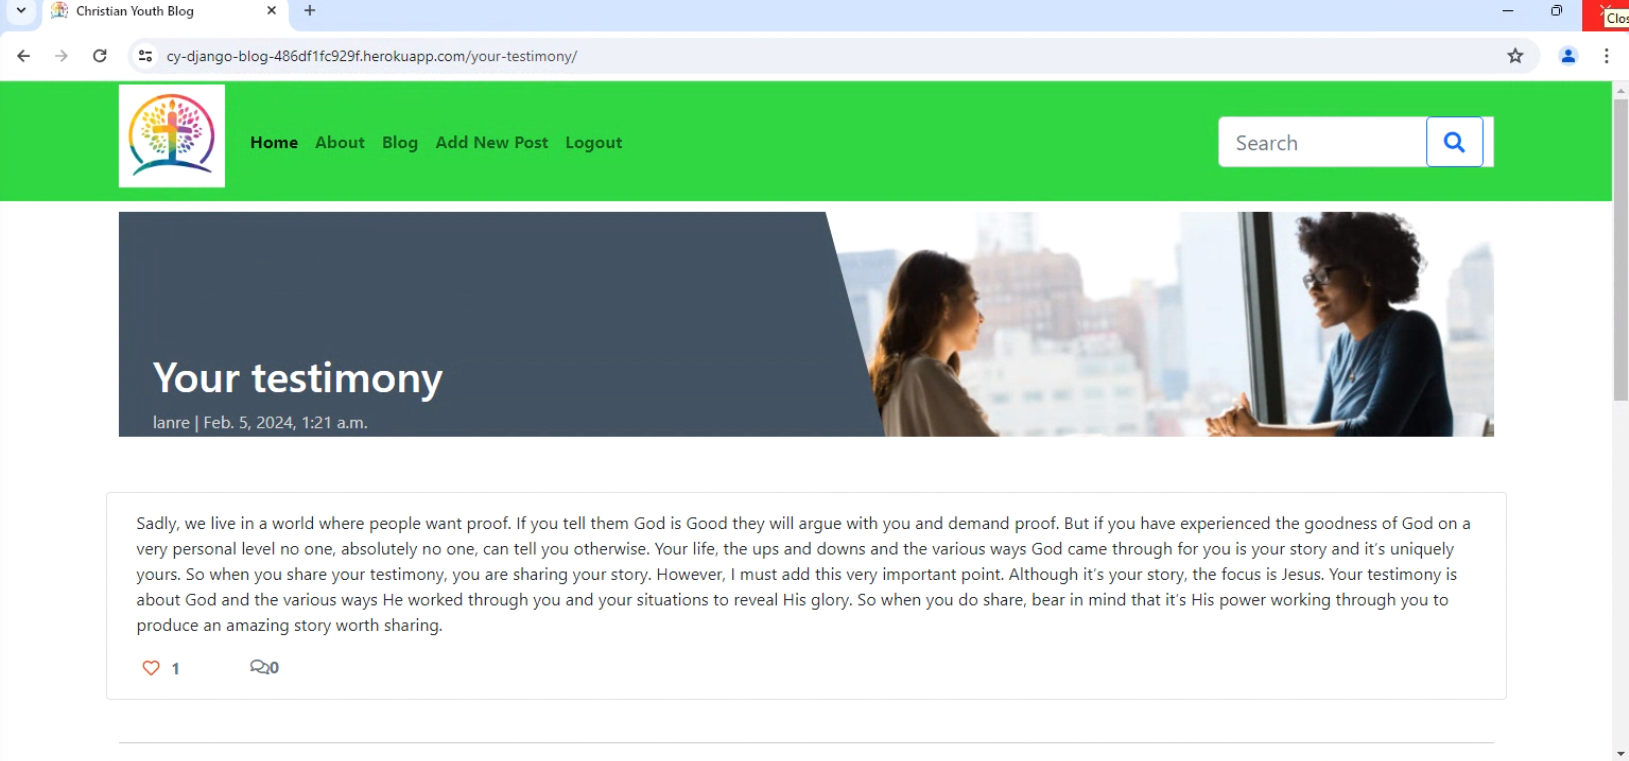 Christian Youth Blog
Clos
cy-django-blog-486df1fc929f.herokuapp.com/your-testimony/
Home About Blog Add New Post Logout
Search
Your testimony
lanre | Feb. 5, 2024, 1:21 a.m.
Sadly, we live in a world where people want proof. If you tell them God is Good they will argue with you and demand proof. But if you have experienced the goodness of God on a
very personal level no one, absolutely no one, can tell you otherwise. Your life, the ups and downs and the various ways God came through for you is your story and it's uniquely
yours. So when you share your testimony, you are sharing your story. However, I must add this very important point. Although it's your story, the focus is Jesus. Your testimony is
about God and the various ways He worked through you and your situations to reveal His glory. So when you do share, bear in mind that it's His power working through you to
produce an amazing story worth sharing.
1 0